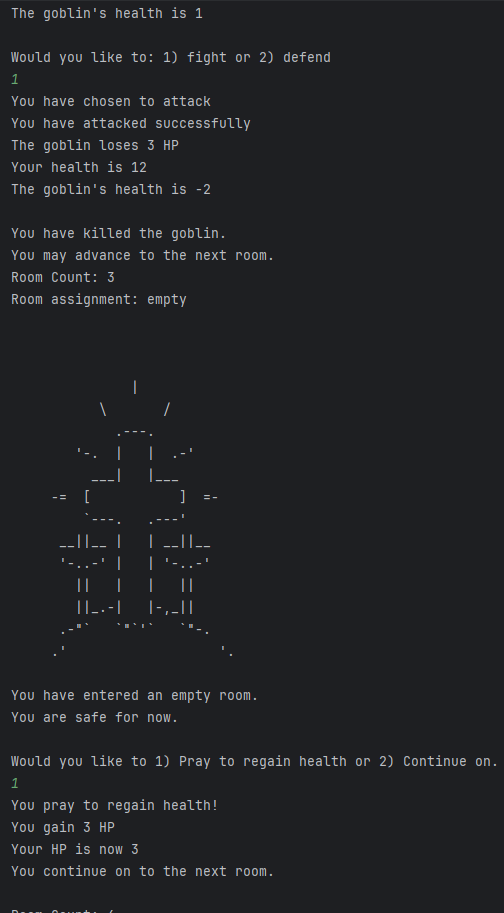 The goblin's health is 1
Would you like to: 1) fight or 2) defend
1
You have chosen to attack
You have attacked successfully
The goblin loses 3 HP
Your health is 12
The goblin's health is -2
You have killed the goblin.
You may advance to the next room.
Room Count: 3
Room assignment: empty
You have entered an empty room.
You are safe for now.
Would you like to 1) Pray to regain health or 2) Continue on.
1
You pray to regain health!
You gain 3 HP
Your HP is now 3
You continue on to the next room.
Room Count: